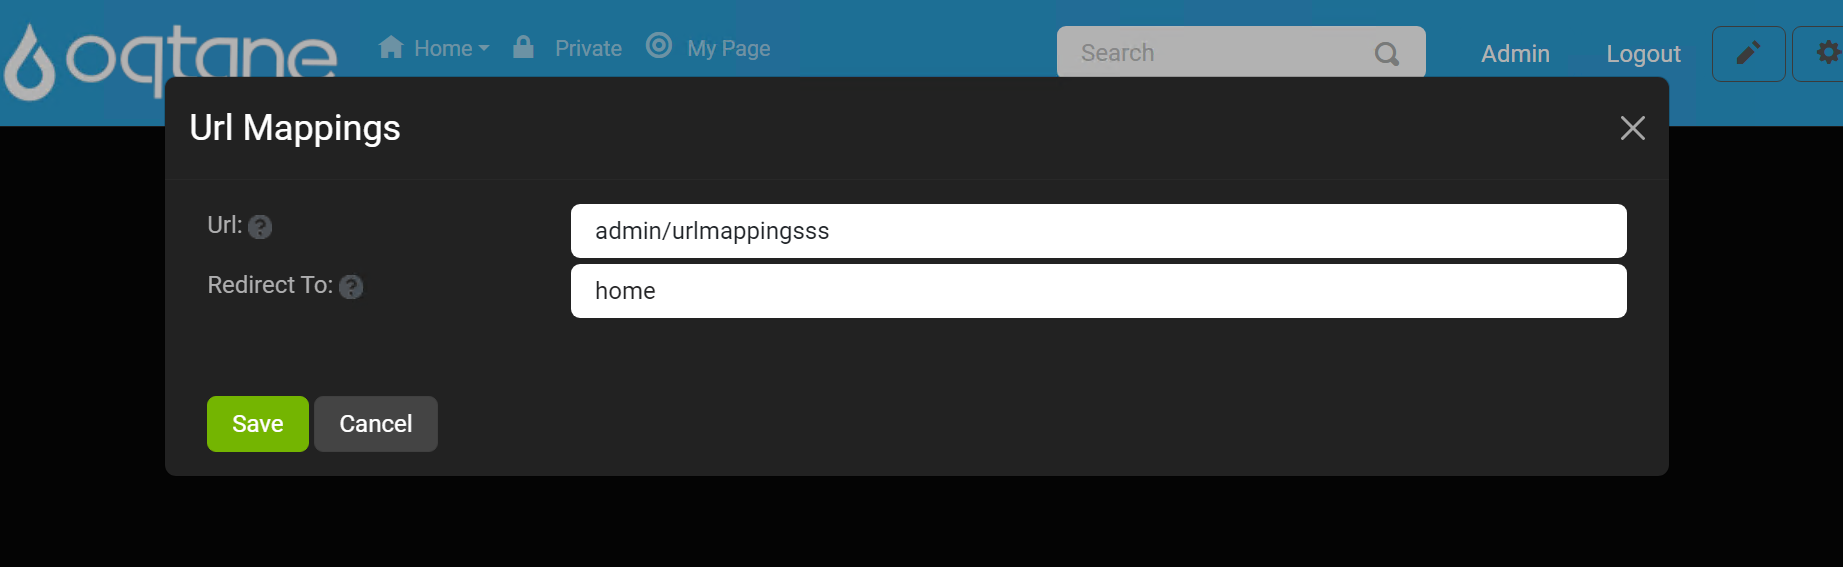 oqtane
Home Private My Page Search Admin Logout
Url Mappings
Url: ? admin/urlmappingsss
Redirect To: ? home
Save Cancel